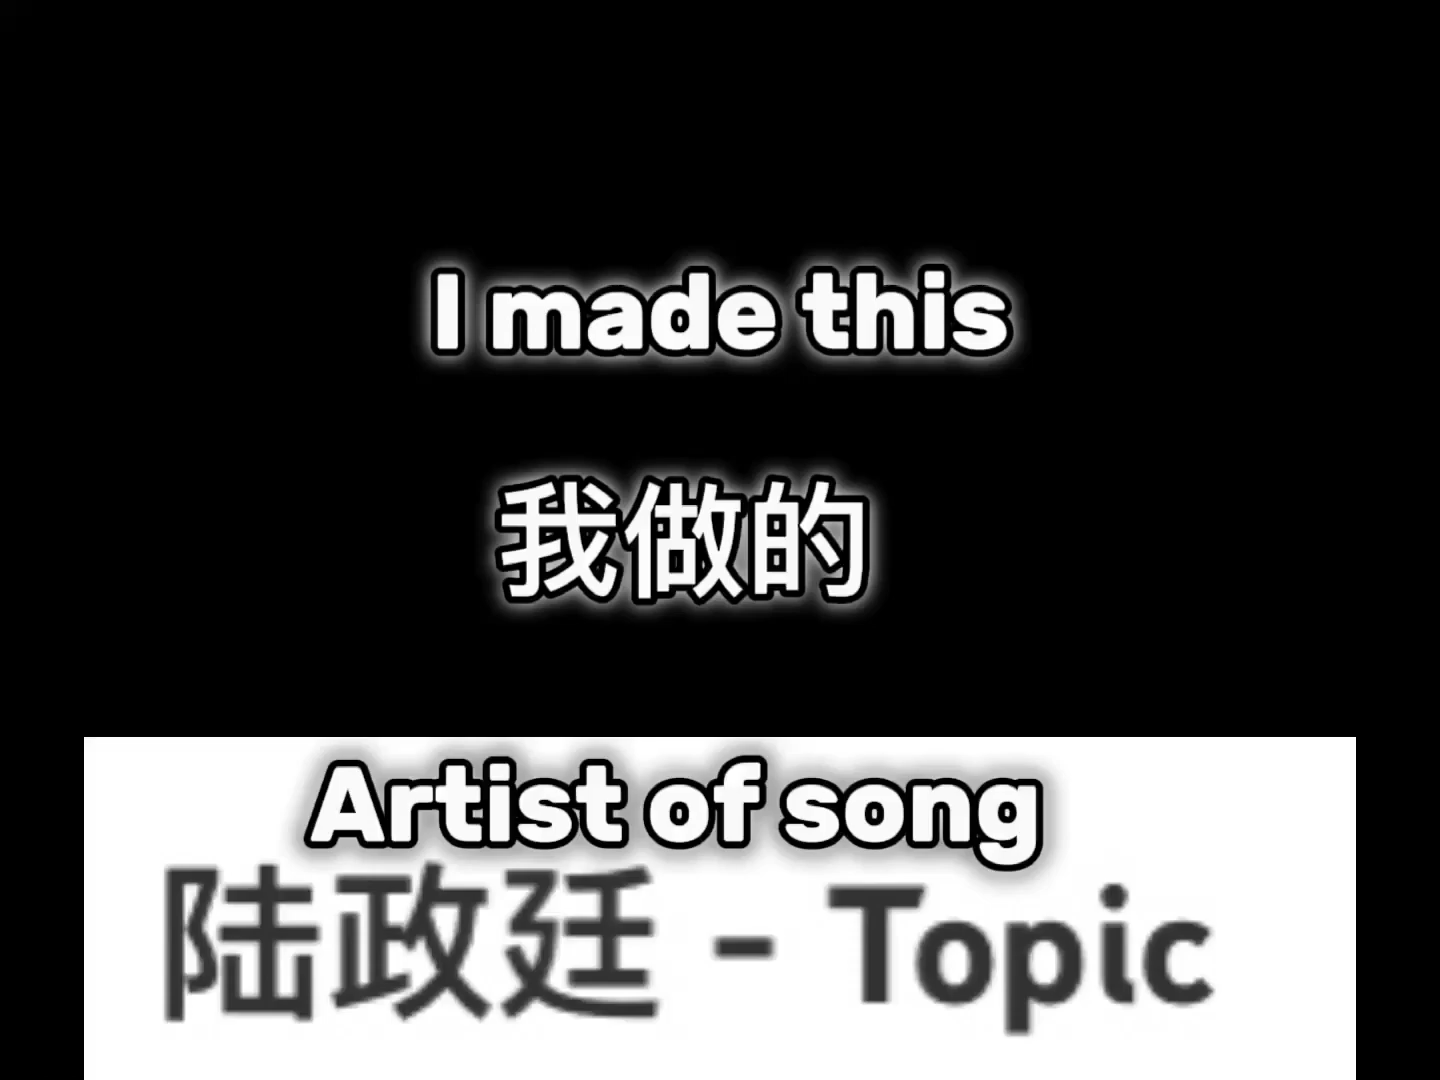 I made this
我做的
Artist of song
陆政廷 - Topic